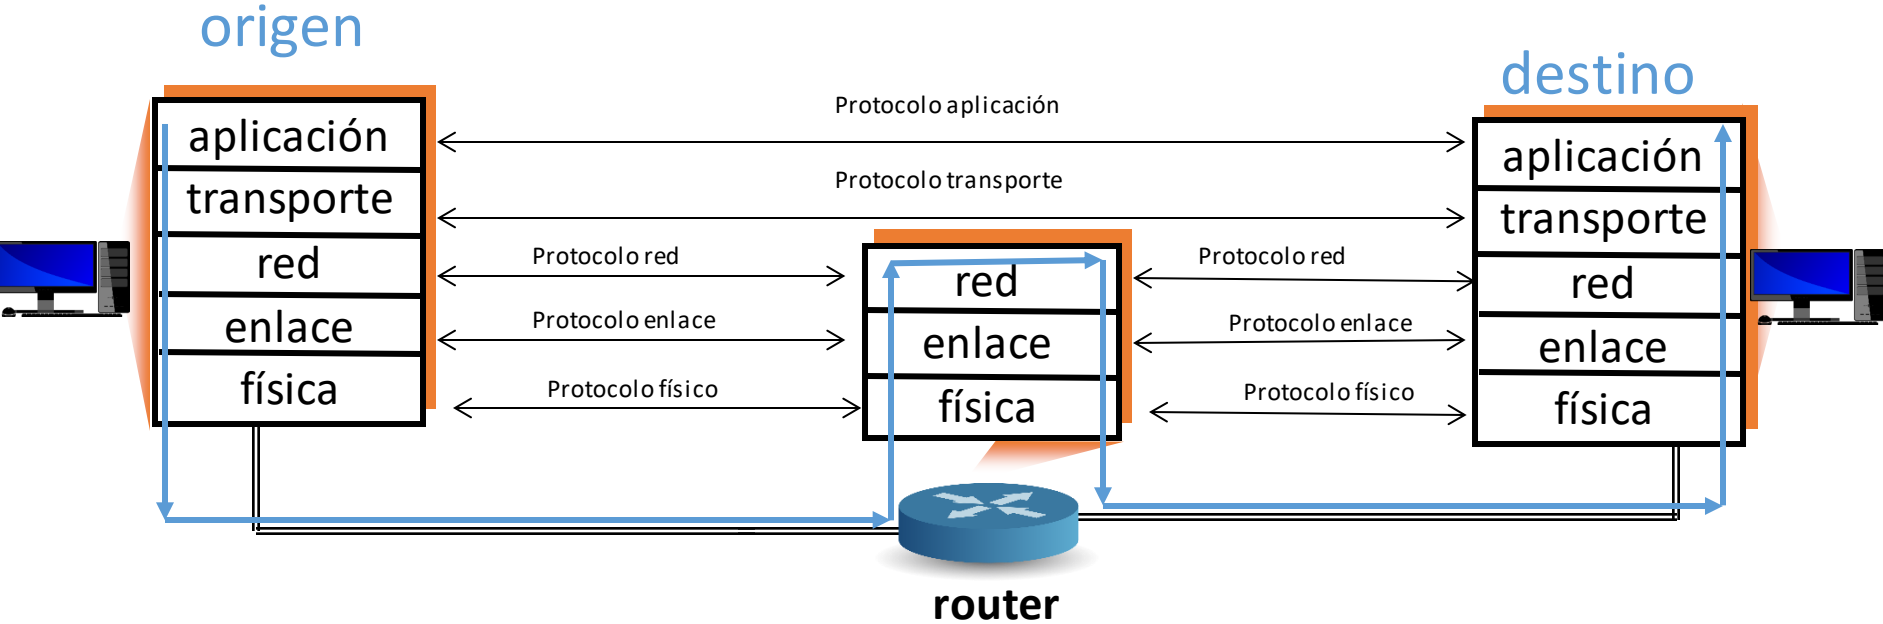 origen
destino
aplicación
transporte
red
enlace
física
Protocolo aplicación
Protocolo transporte
Protocolo red
Protocolo enlace
Protocolo físico
red
enlace
física
router
Protocolo red
Protocolo enlace
Protocolo físico
aplicación
transporte
red
enlace
física